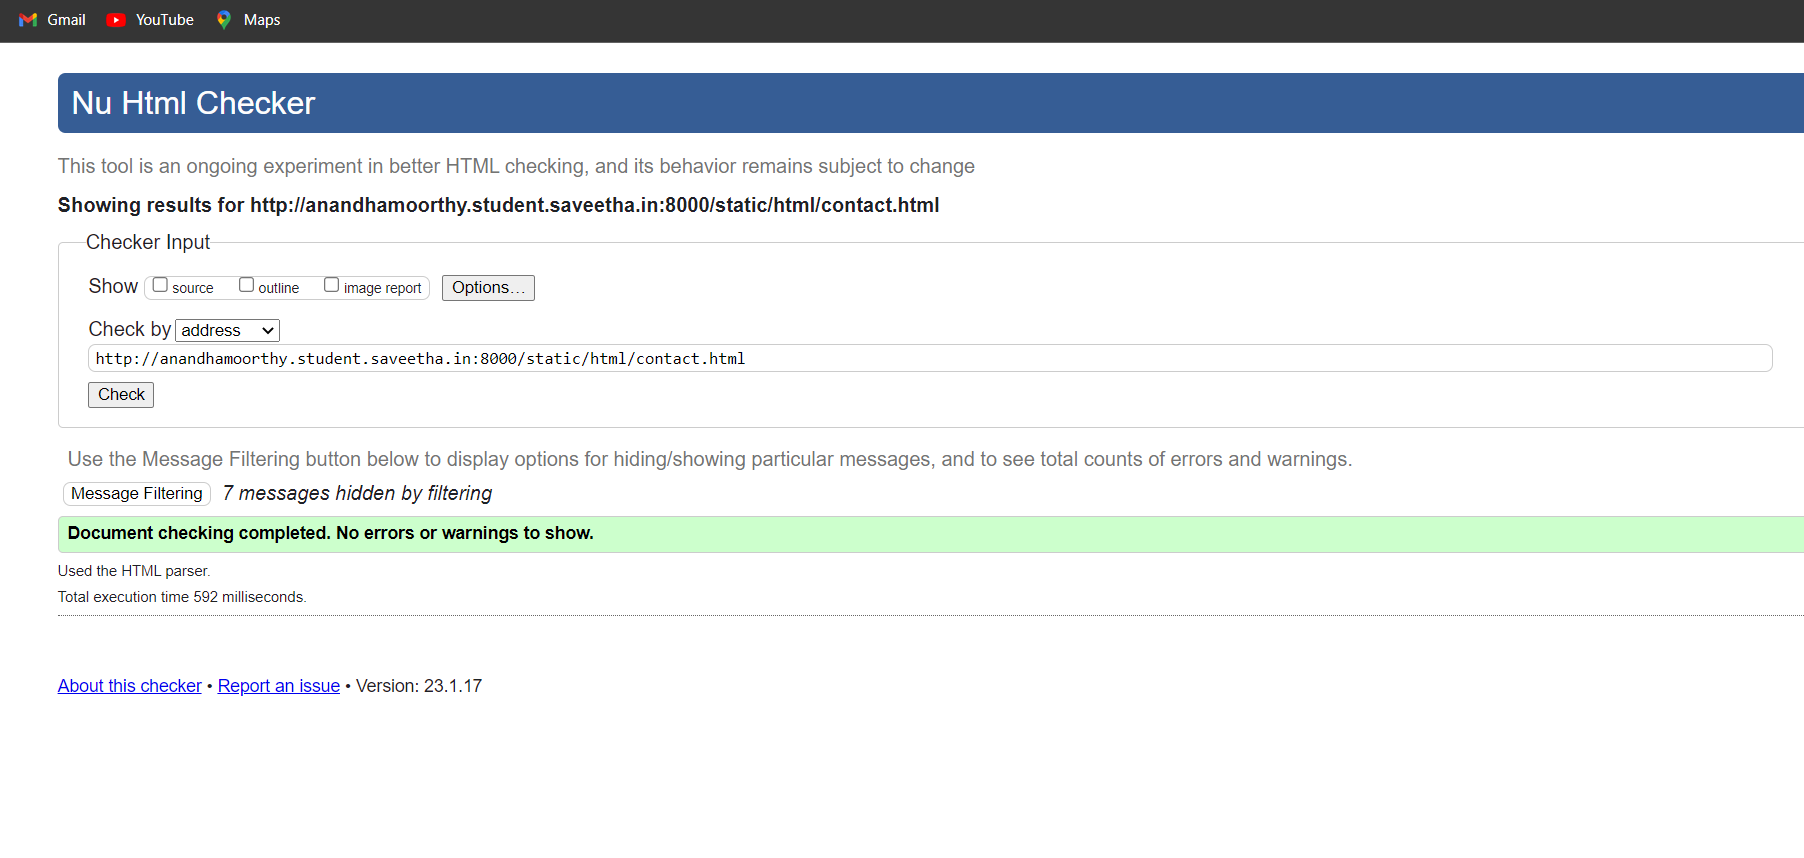 Gmail YouTube Maps
Nu Html Checker
This tool is an ongoing experiment in better HTML checking, and its behavior remains subject to change
Showing results for http://anandhamoorthy.student.saveetha.in:8000/static/html/contact.html
Checker Input
Show source outline image report Options...
Check by address
http://anandhamoorthy.student.saveetha.in:8000/static/html/contact.html
Check
Use the Message Filtering button below to display options for hiding/showing particular messages, and to see total counts of errors and warnings.
Message Filtering 7 messages hidden by filtering
Document checking completed. No errors or warnings to show.
Used the HTML parser.
Total execution time 592 milliseconds.
About this checker • Report an issue • Version: 23.1.17